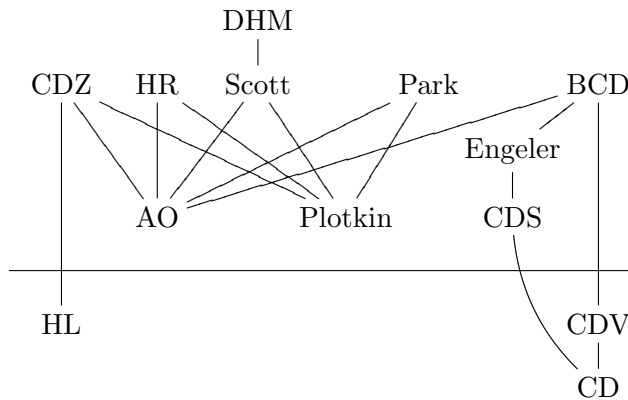 DHM
CDZ HR Scott Park BCD
Engeler
AO Plotkin CDS
HL CDV
CD